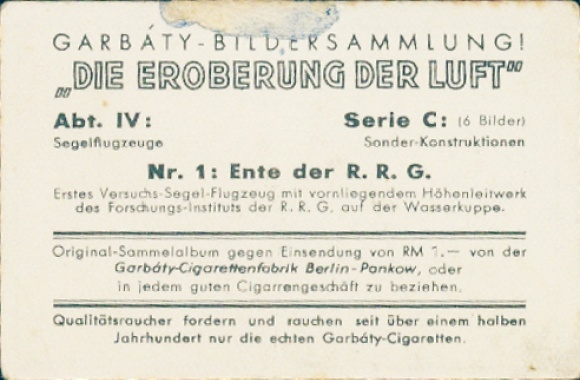 GARBÁTY-BILDERSAMMLUNG!
„DIE EROBERUNG DER LUFT“
Abt. IV: Serie C: (6 Bilder)
Segelflugzeuge Sonder-Konstruktionen
Nr. 1: Ente der R. R. G.
Erstes Versuchs-Segel-Flugzeug mit vornliegendem Höhenleitwerk
des Forschungs-Instituts der R. R. G. auf der Wasserkuppe.
Original-Sammelalbum gegen Einsendung von RM 1.— von der
Garbáty-Cigarettenfabrik Berlin-Pankow, oder
in jedem guten Cigarrengeschäft zu beziehen.
Qualitätsraucher fordern und rauchen seit über einem halben
Jahrhundert nur die echten Garbáty-Cigaretten.